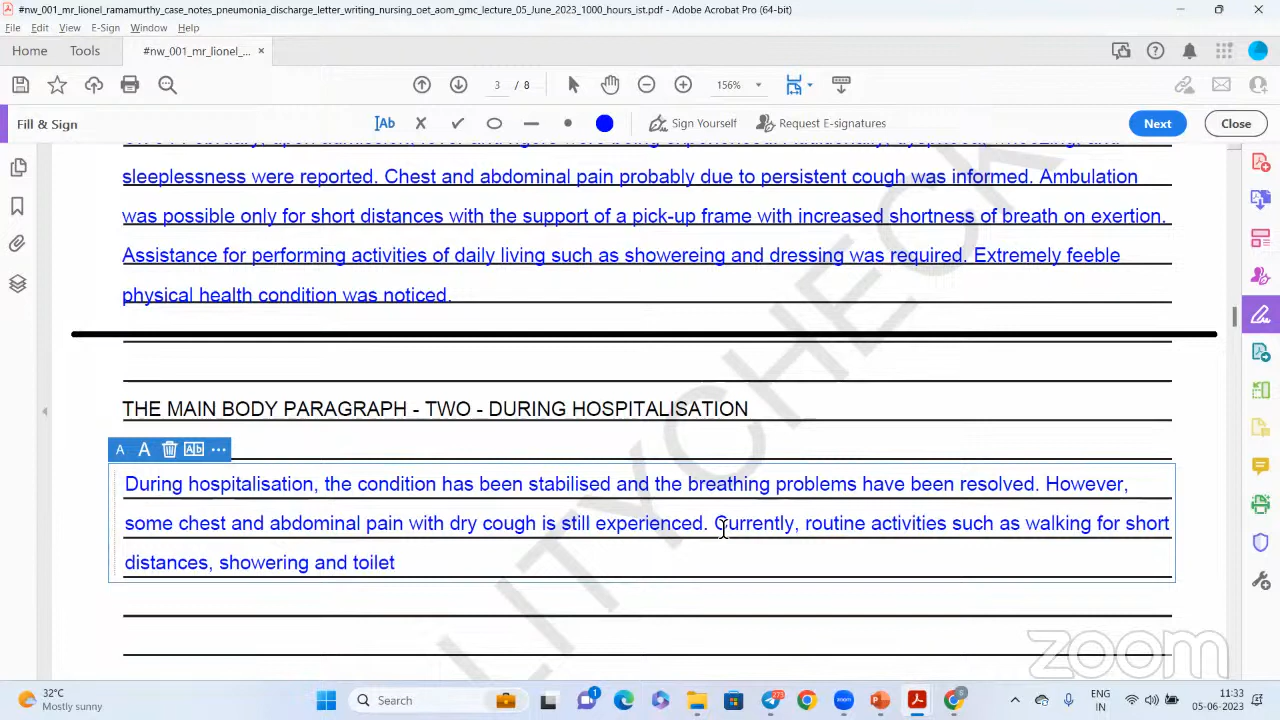 #nw_001_mr_lionel_ramamurthy_case_notes_pneumonia_discharge_letter_writing_nursing_oet_aom_gmc_lecture_05_June_2023_1000_hours_ist.pdf - Adobe Acrobat Pro (64-bit)
File Edit View E-Sign Window Help
Home Tools #nw_001_mr_lionel_... ×
3 / 8 156%
Fill & Sign Ab Sign Yourself Request E-signatures Next Close
sleeplessness were reported. Chest and abdominal pain probably due to persistent cough was informed. Ambulation
was possible only for short distances with the support of a pick-up frame with increased shortness of breath on exertion.
Assistance for performing activities of daily living such as showereing and dressing was required. Extremely feeble
physical health condition was noticed.
THE MAIN BODY PARAGRAPH - TWO - DURING HOSPITALISATION
A A Ab ...
During hospitalisation, the condition has been stabilised and the breathing problems have been resolved. However,
some chest and abdominal pain with dry cough is still experienced. Currently, routine activities such as walking for short
distances, showering and toilet
LITYCHECK
zoom
32°C
Mostly sunny
Search
1
273
zoom
6
ENG
IN
11:33
05-06-2023